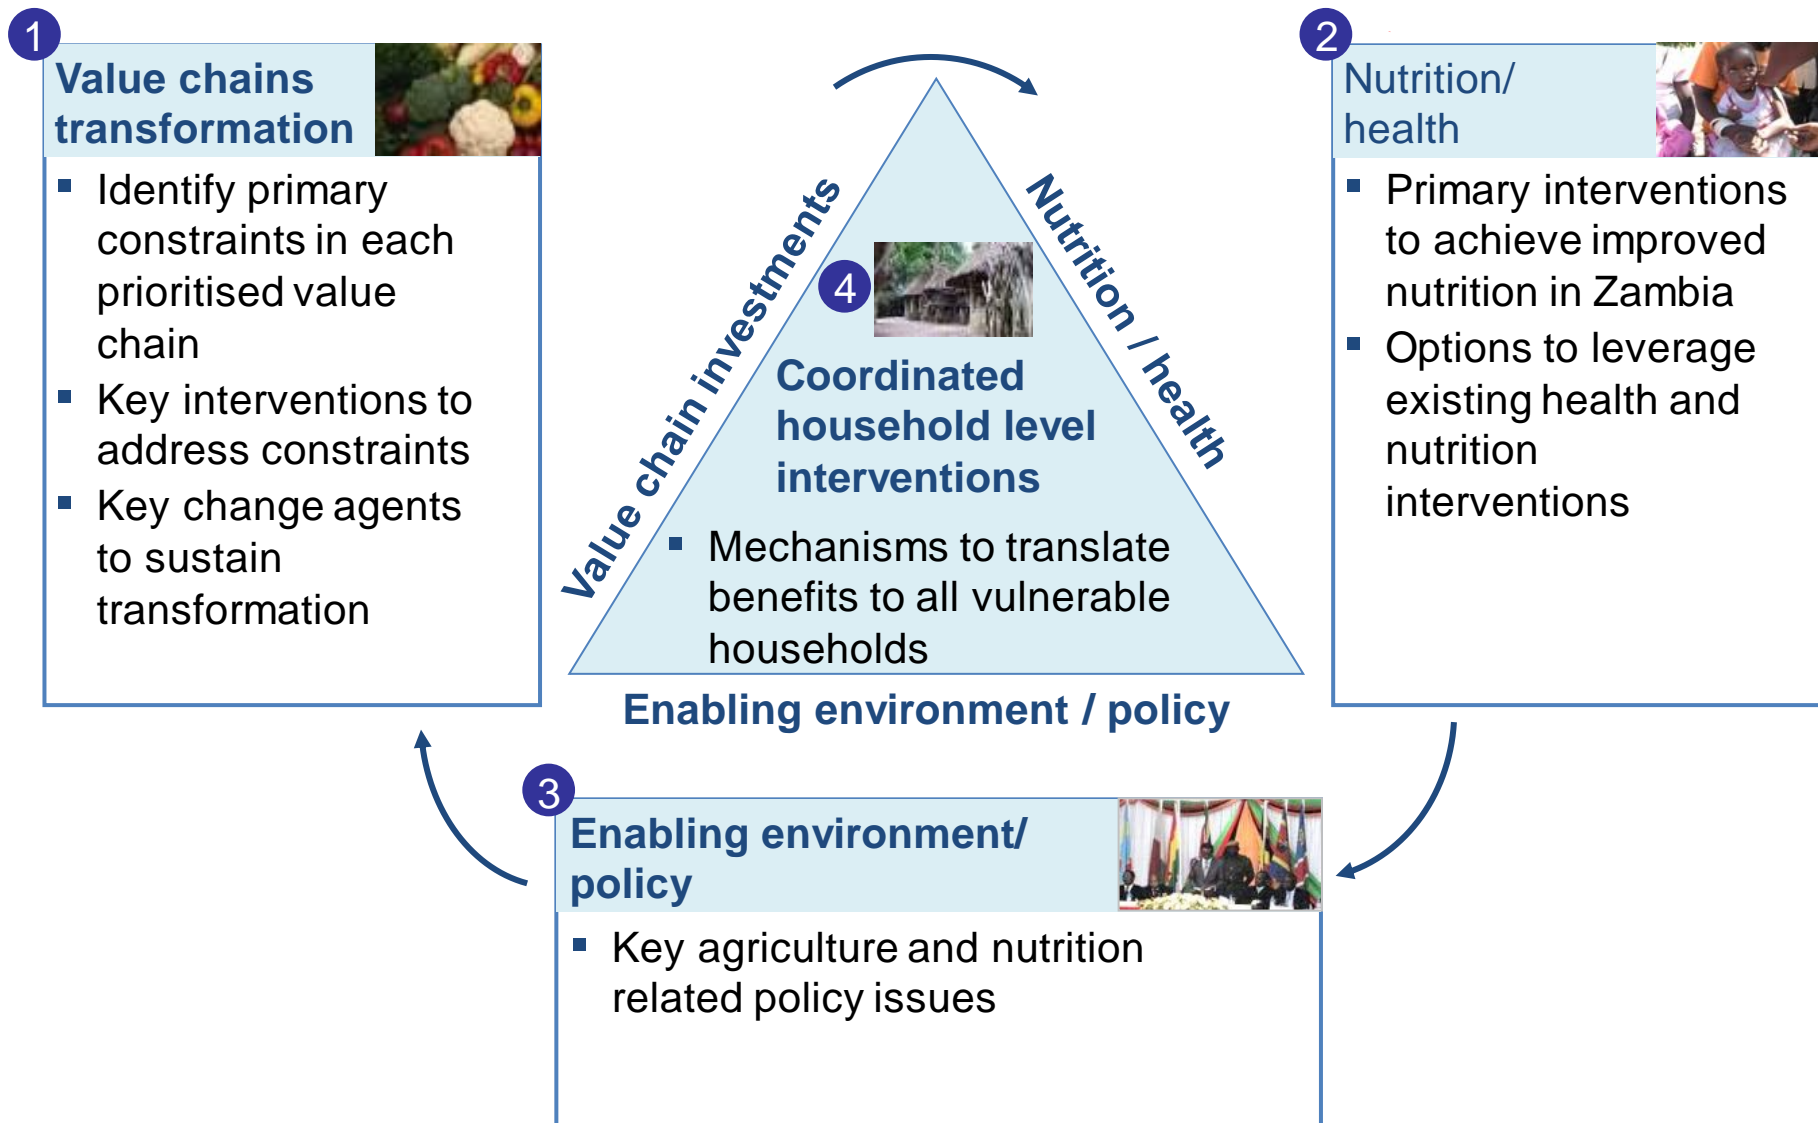 1
Value chains
transformation
▪ Identify primary
constraints in each
prioritised value
chain
▪ Key interventions to
address constraints
▪ Key change agents
to sustain
transformation
Value chain investments
Nutrition / health
4
Coordinated
household level
interventions
▪ Mechanisms to translate
benefits to all vulnerable
households
Enabling environment / policy
2
Nutrition/
health
▪ Primary interventions
to achieve improved
nutrition in Zambia
▪ Options to leverage
existing health and
nutrition
interventions
3
Enabling environment/
policy
▪ Key agriculture and nutrition
related policy issues